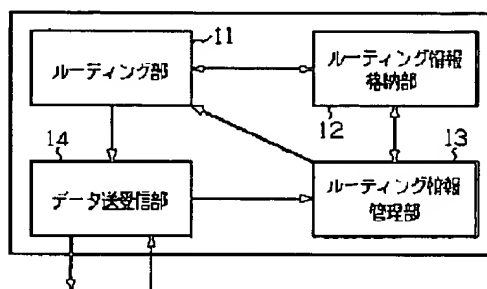 11
ルーティング部
ルーティング情報
格納部
12
14
13
データ送受信部
ルーティング情報
管理部